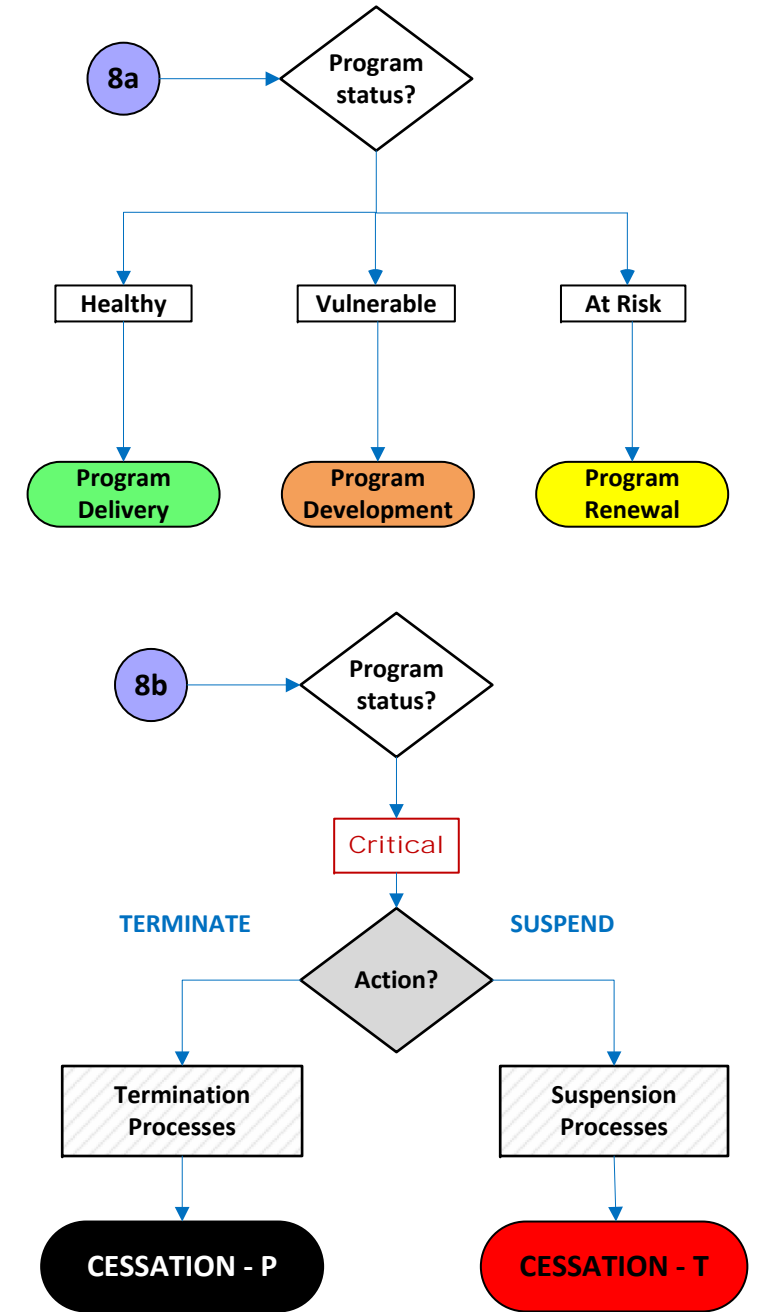 8a
Program
status?
Healthy
Vulnerable
At Risk
Program
Delivery
Program
Development
Program
Renewal
8b
Program
status?
Critical
TERMINATE
SUSPEND
Action?
Termination
Processes
Suspension
Processes
CESSATION - P
CESSATION - T